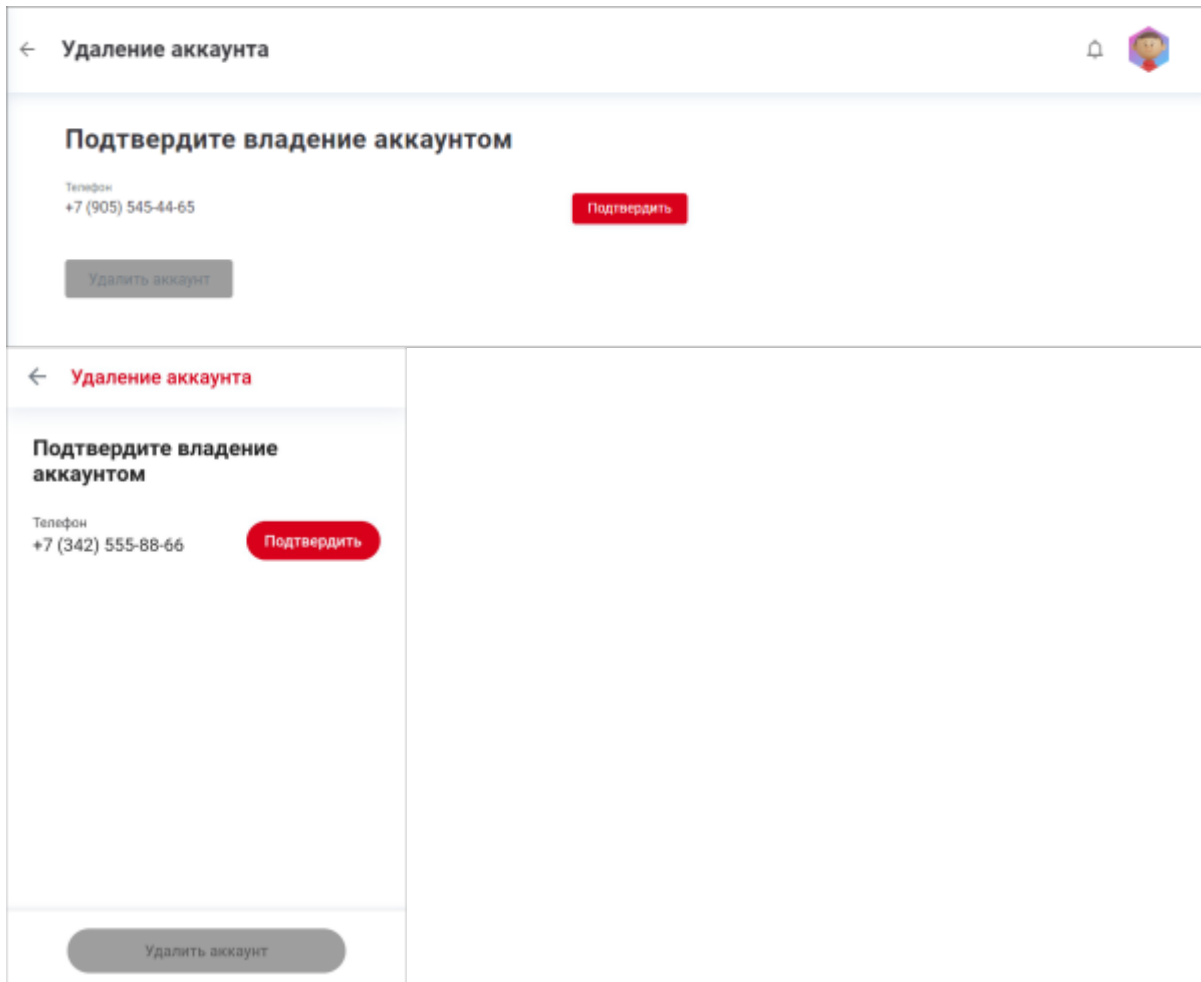 Удаление аккаунта
Подтвердите владение аккаунтом
Телефон
+7 (905) 545-44-65
Подтвердить
Удалить аккаунт
Удаление аккаунта
Подтвердите владение
аккаунтом
Телефон
+7 (342) 555-88-66
Подтвердить
Удалить аккаунт